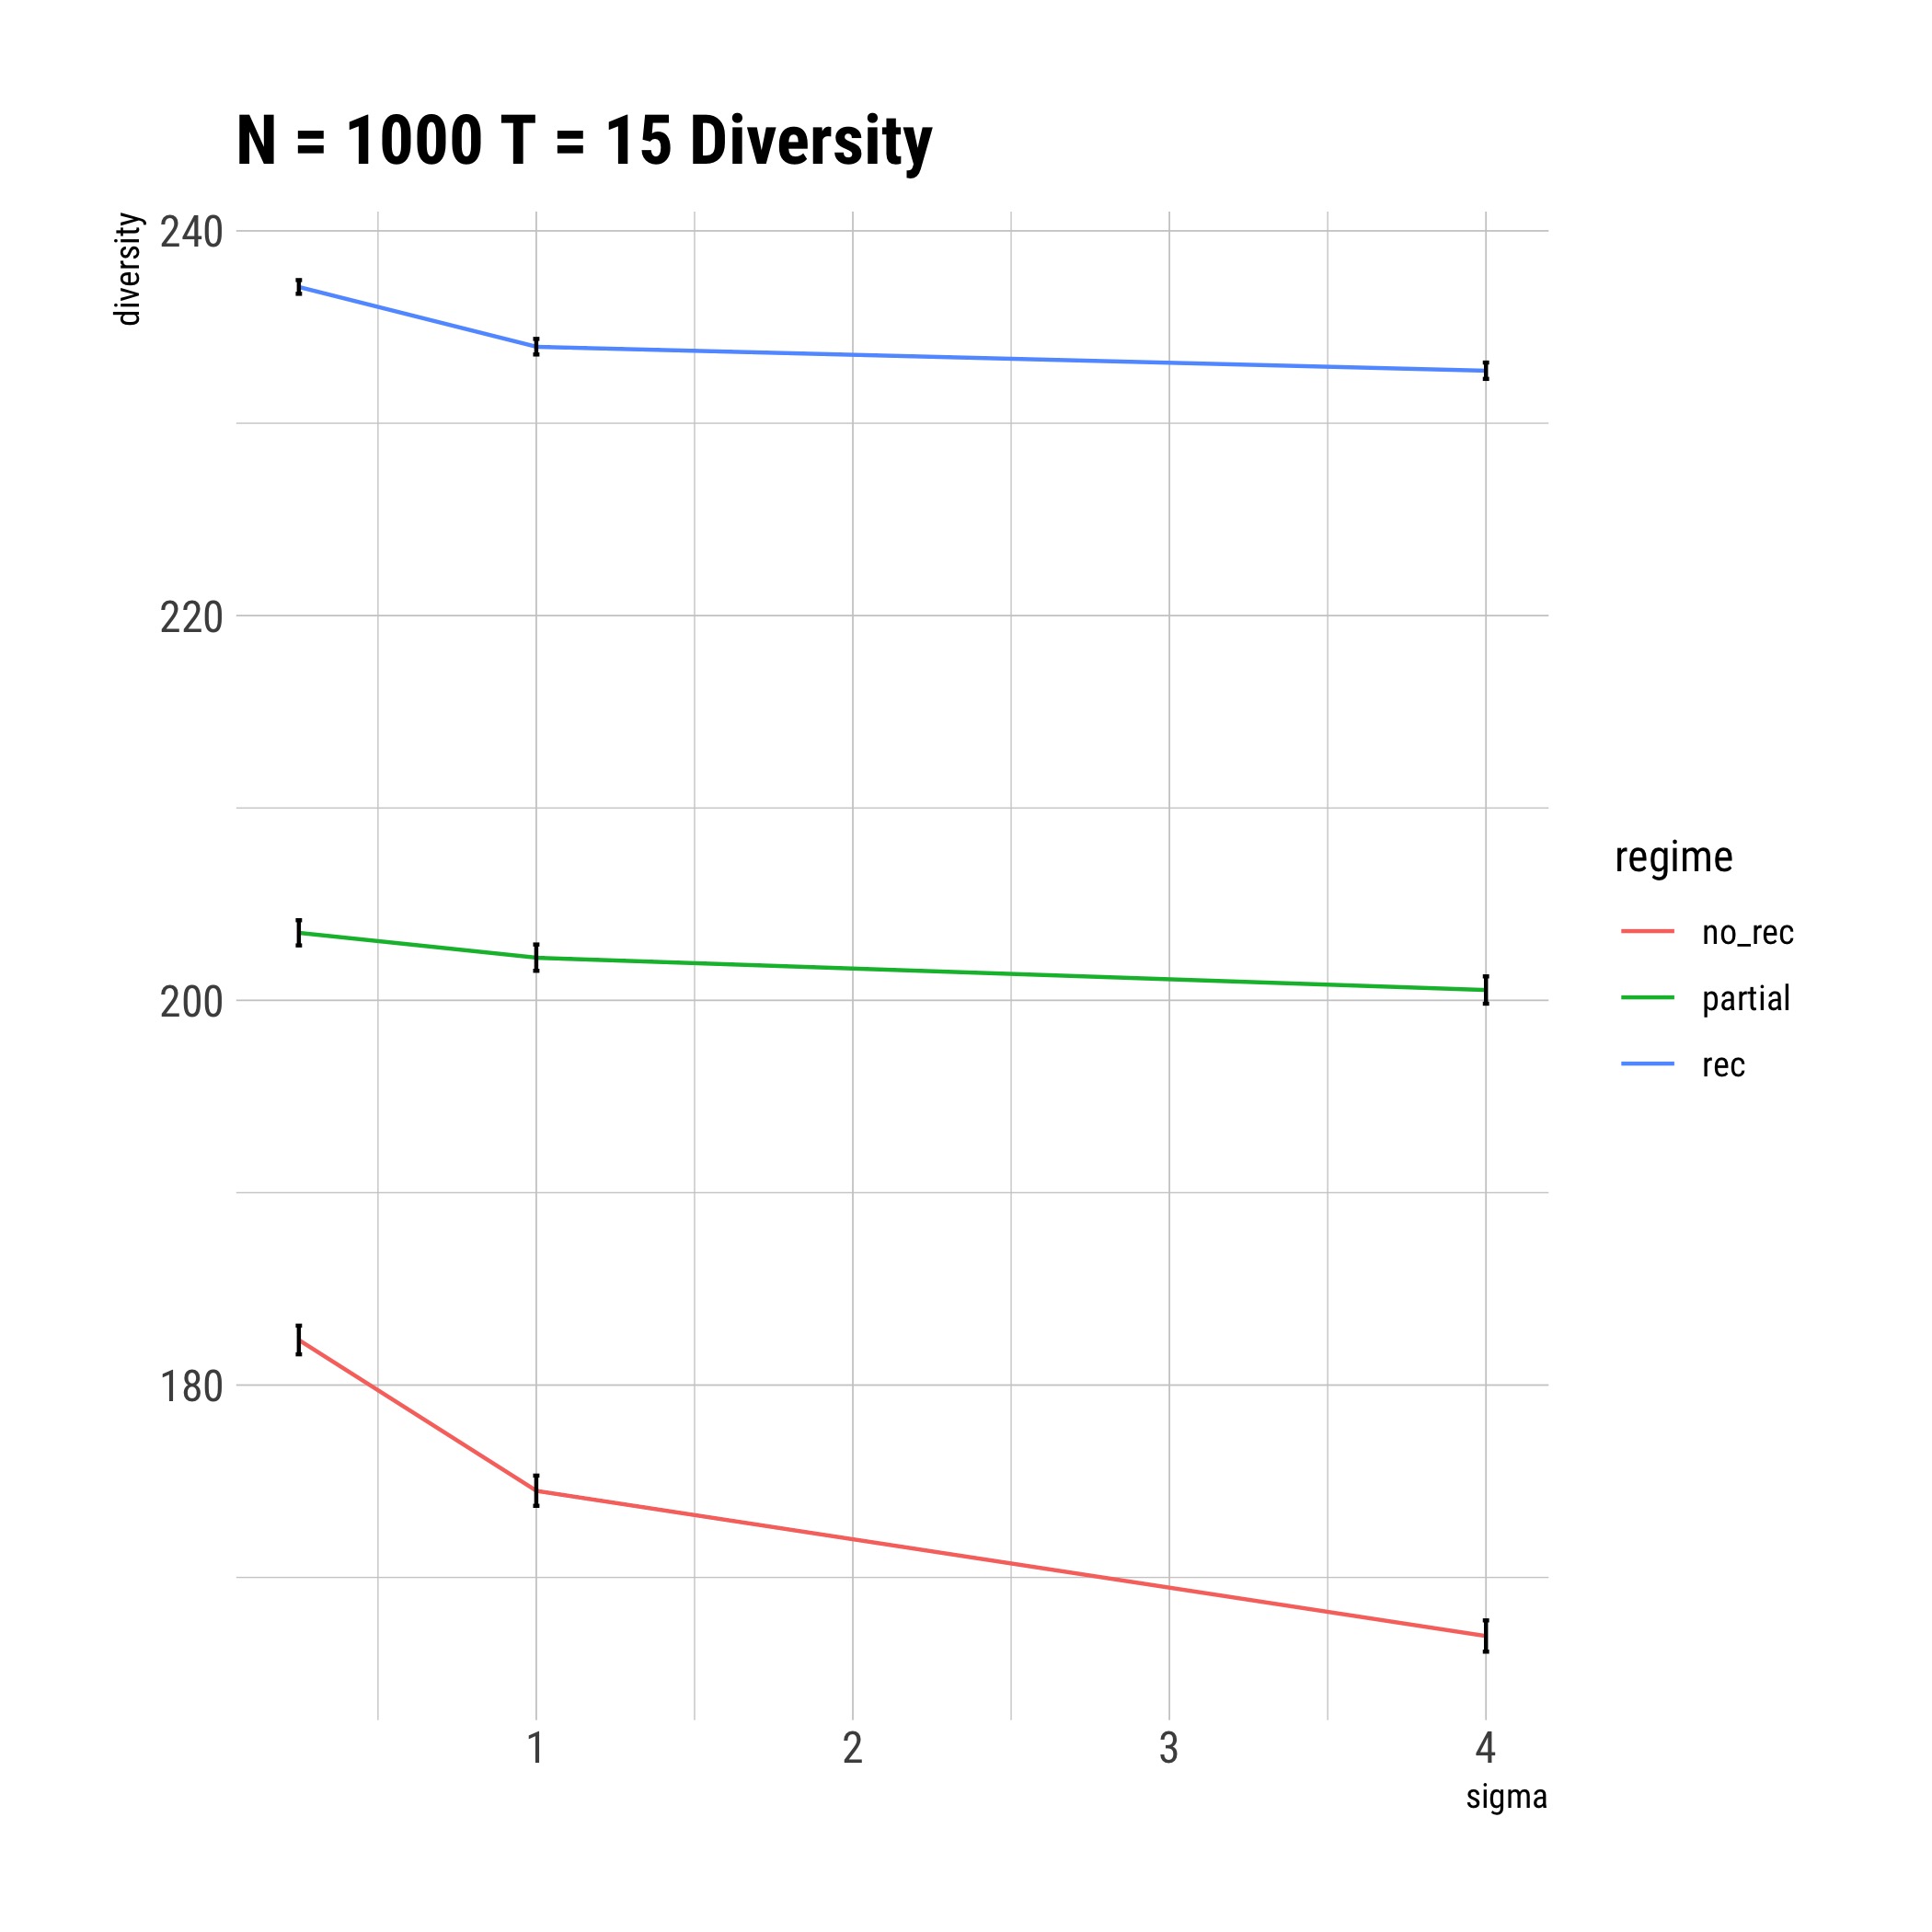 N = 1000 T = 15 Diversity
diversity
240
220
200
180
1 2 3 4
sigma
regime
no_rec
partial
rec